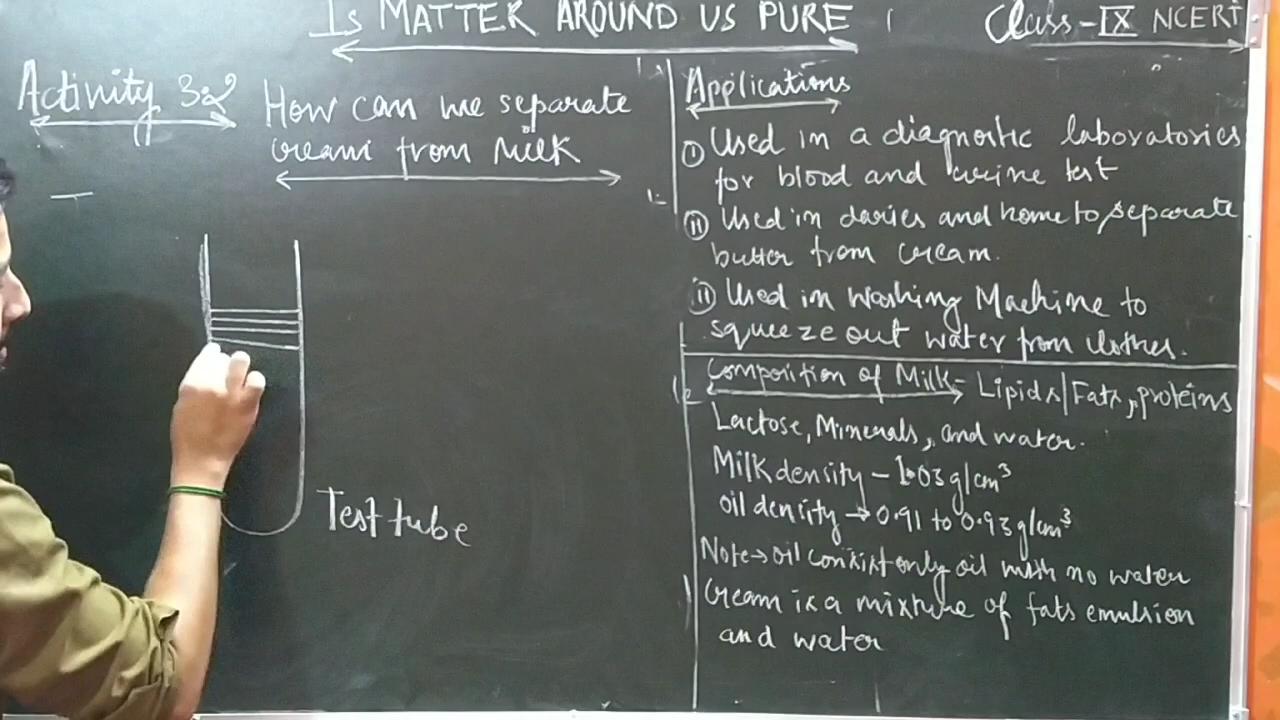 Is MATTER AROUND US PURE
Class - IX NCERT
Activity 3.2
How can we separate
cream from Milk
Test tube
Applications
(i) Used in a diagnostic laboratories
for blood and urine test
(ii) Used in daries and home to separate
butter from cream.
(ii) Used in Washing Machine to
squeeze out water from clothes.
Composition of Milk- Lipids/Fats, proteins
Lactose, Minerals, and water.
Milk density - 1.03 g/cm³
oil density → 0.91 to 0.93 g/cm³
Note → oil consist only oil with no water
Cream is a mixture of fats emulsion
and water